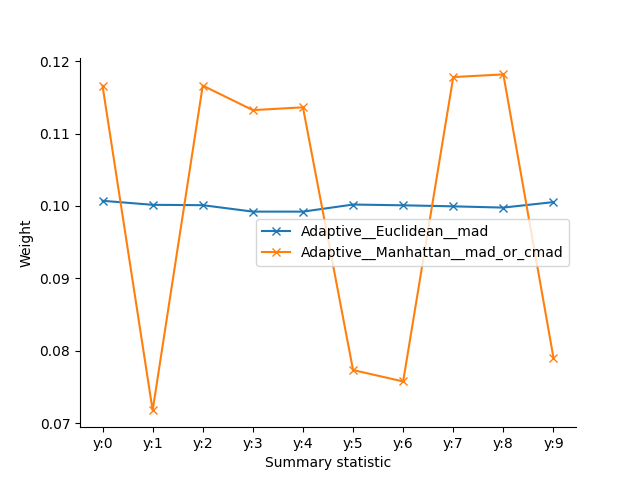 0.12
0.11
0.10
0.09
0.08
0.07
Weight
Adaptive__Euclidean__mad
Adaptive__Manhattan__mad_or_cmad
y:0 y:1 y:2 y:3 y:4 y:5 y:6 y:7 y:8 y:9
Summary statistic